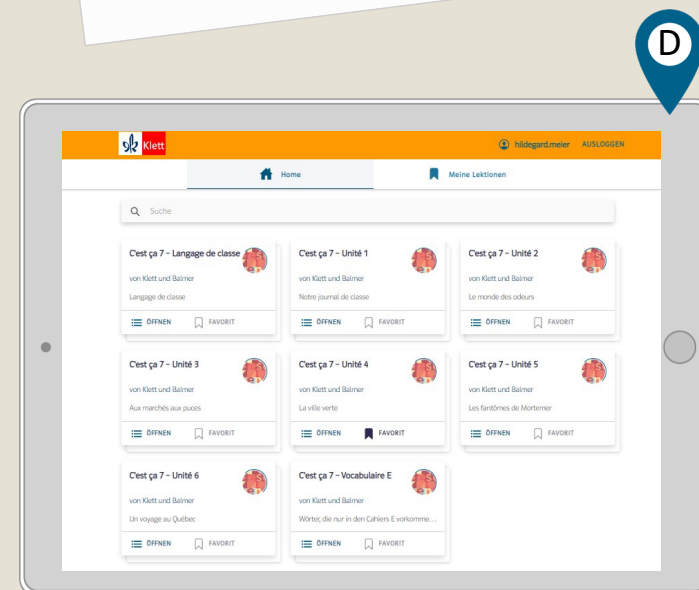 D
Klett
hildegard.meier AUSLOGGEN
Home
Meine Lektionen
Suche
C'est ça 7 – Langage de classe
von Klett und Balmer
Langage de classe
ÖFFNEN FAVORIT
C'est ça 7 – Unité 1
von Klett und Balmer
Notre journal de classe
ÖFFNEN FAVORIT
C'est ça 7 – Unité 2
von Klett und Balmer
Le monde des odeurs
ÖFFNEN FAVORIT
C'est ça 7 – Unité 3
von Klett und Balmer
Aux marchés aux puces
ÖFFNEN FAVORIT
C'est ça 7 – Unité 4
von Klett und Balmer
La ville verte
ÖFFNEN FAVORIT
C'est ça 7 – Unité 5
von Klett und Balmer
Les fantômes de Mortemer
ÖFFNEN FAVORIT
C'est ça 7 – Unité 6
von Klett und Balmer
Un voyage au Québec
ÖFFNEN FAVORIT
C'est ça 7 – Vocabulaire E
von Klett und Balmer
Wörter, die nur in den Cahiers E vorkomme...
ÖFFNEN FAVORIT